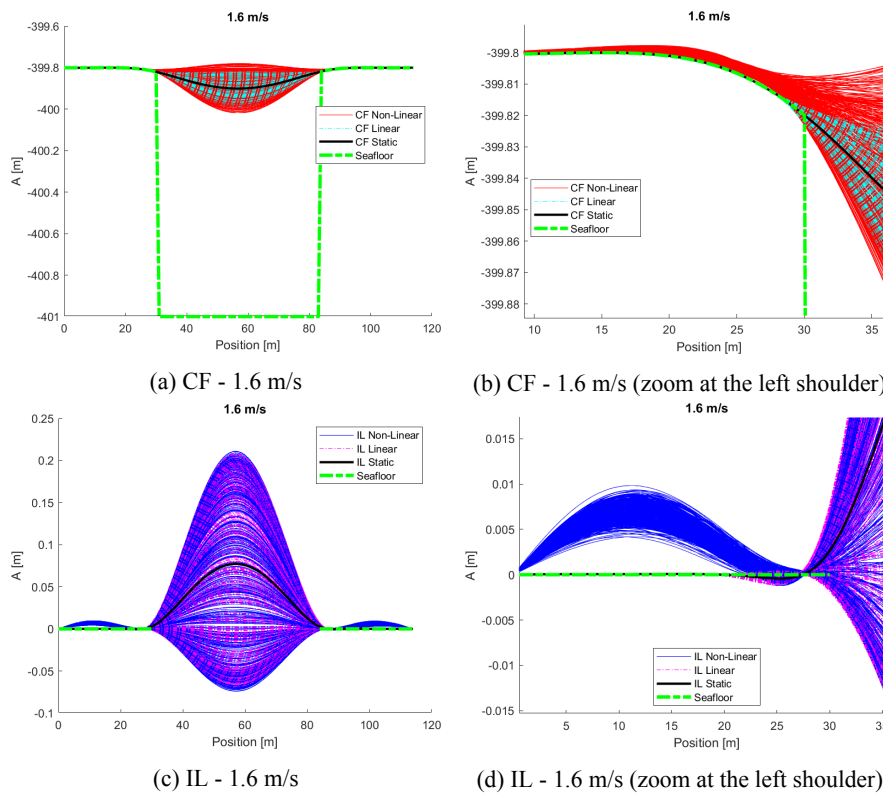 1.6 m/s
-399.6
-399.8
-400
-400.2
-400.4
-400.6
-400.8
-401
A [m]
0 20 40 60 80 100 120
Position [m]
CF Non-Linear
CF Linear
CF Static
Seafloor
(a) CF - 1.6 m/s
1.6 m/s
-399.8
-399.81
-399.82
-399.83
-399.84
-399.85
-399.86
-399.87
-399.88
A [m]
10 15 20 25 30 35
Position [m]
CF Non-Linear
CF Linear
CF Static
Seafloor
(b) CF - 1.6 m/s (zoom at the left shoulder)
1.6 m/s
0.25
0.2
0.15
0.1
0.05
0
-0.05
-0.1
A [m]
0 20 40 60 80 100 120
Position [m]
IL Non-Linear
IL Linear
IL Static
Seafloor
(c) IL - 1.6 m/s
1.6 m/s
0.015
0.01
0.005
0
-0.005
-0.01
-0.015
A [m]
5 10 15 20 25 30 35
Position [m]
IL Non-Linear
IL Linear
IL Static
Seafloor
(d) IL - 1.6 m/s (zoom at the left shoulder)